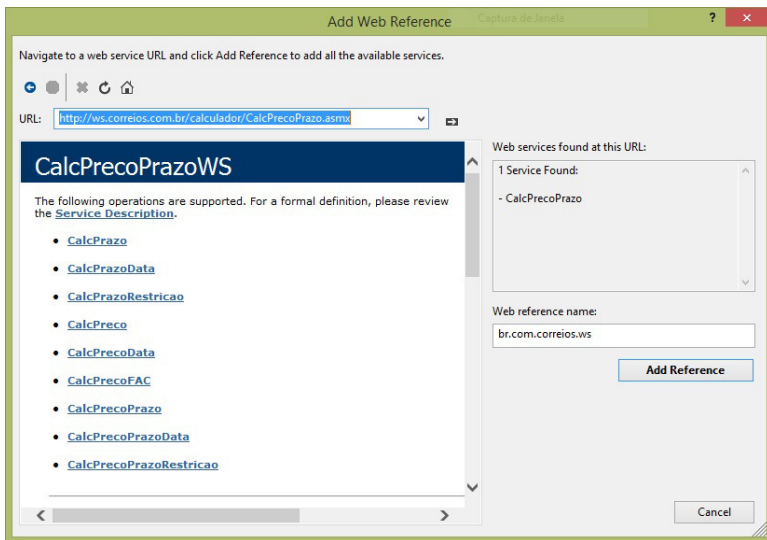 Add Web Reference
Captura de Janela
?
×
Navigate to a web service URL and click Add Reference to add all the available services.
URL:
http://ws.correios.com.br/calculador/CalcPrecoPrazo.asmx
CalcPrecoPrazoWS
The following operations are supported. For a formal definition, please review
the Service Description.
• CalcPrazo
• CalcPrazoData
• CalcPrazoRestricao
• CalcPreco
• CalcPrecoData
• CalcPrecoFAC
• CalcPrecoPrazo
• CalcPrecoPrazoData
• CalcPrecoPrazoRestricao
Web services found at this URL:
1 Service Found:
- CalcPrecoPrazo
Web reference name:
br.com.correios.ws
Add Reference
Cancel